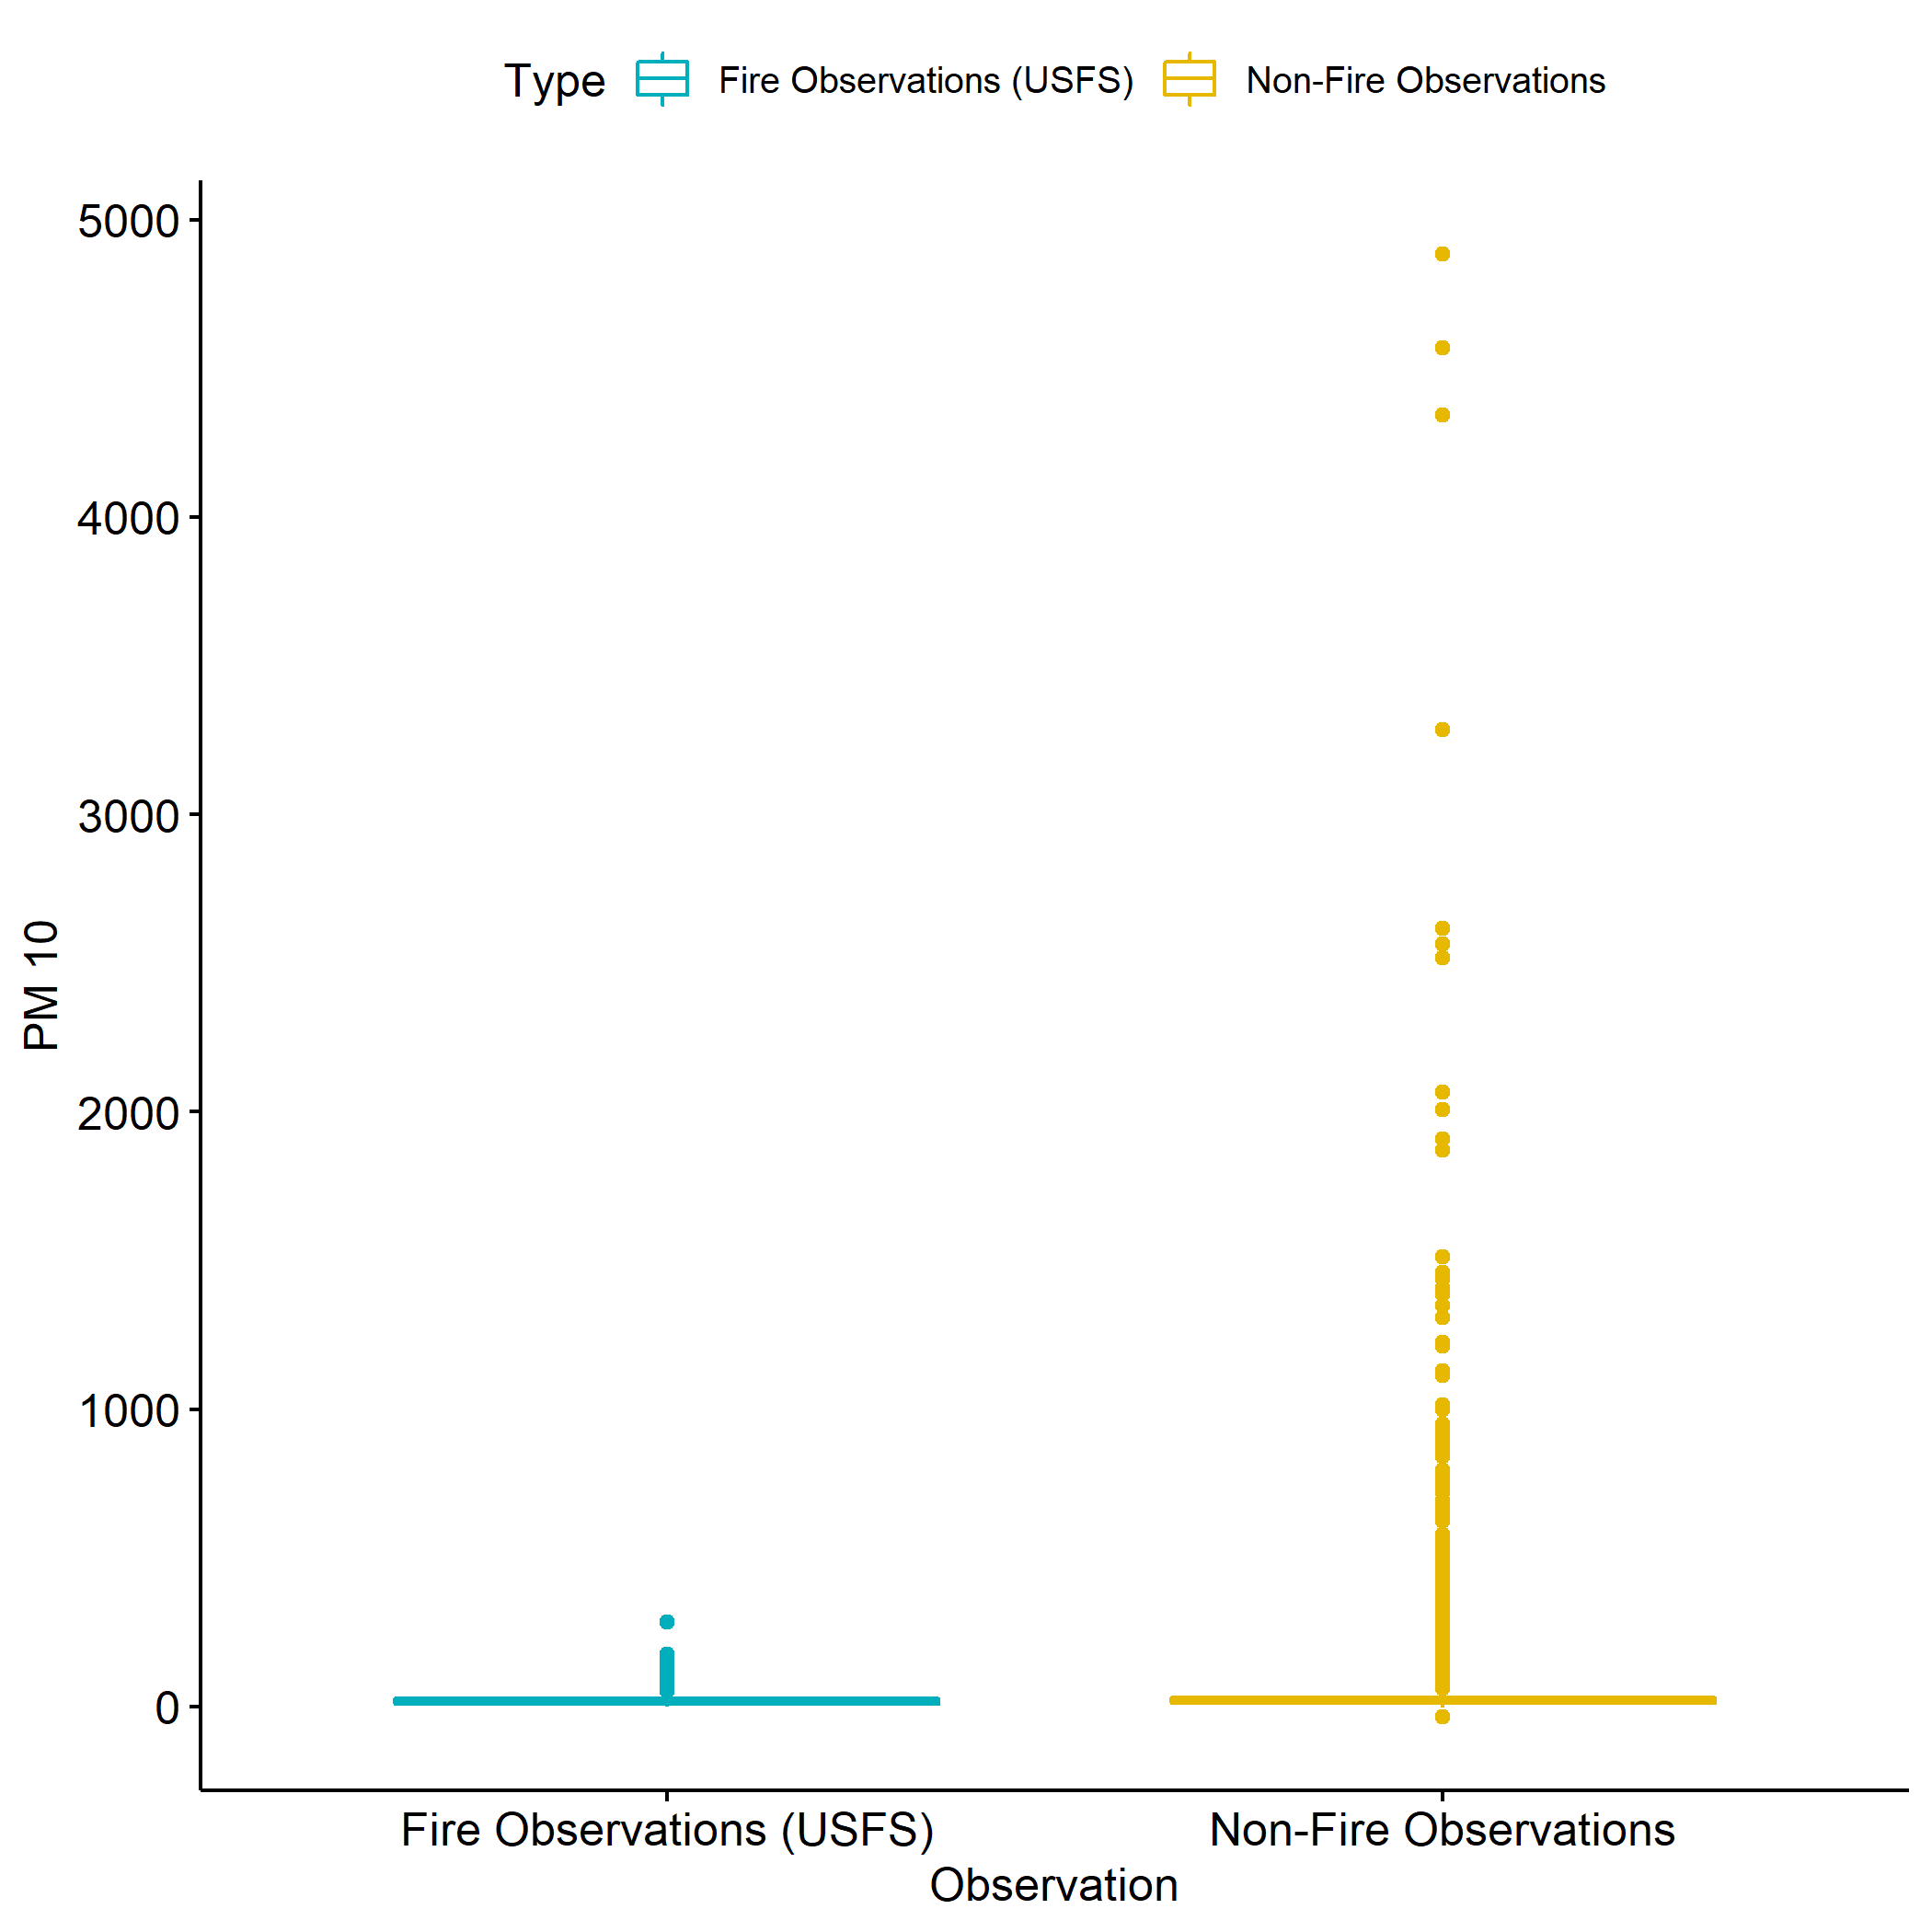 Type Fire Observations (USFS) Non-Fire Observations
5000
4000
3000
2000
1000
0
PM 10
Fire Observations (USFS) Non-Fire Observations
Observation